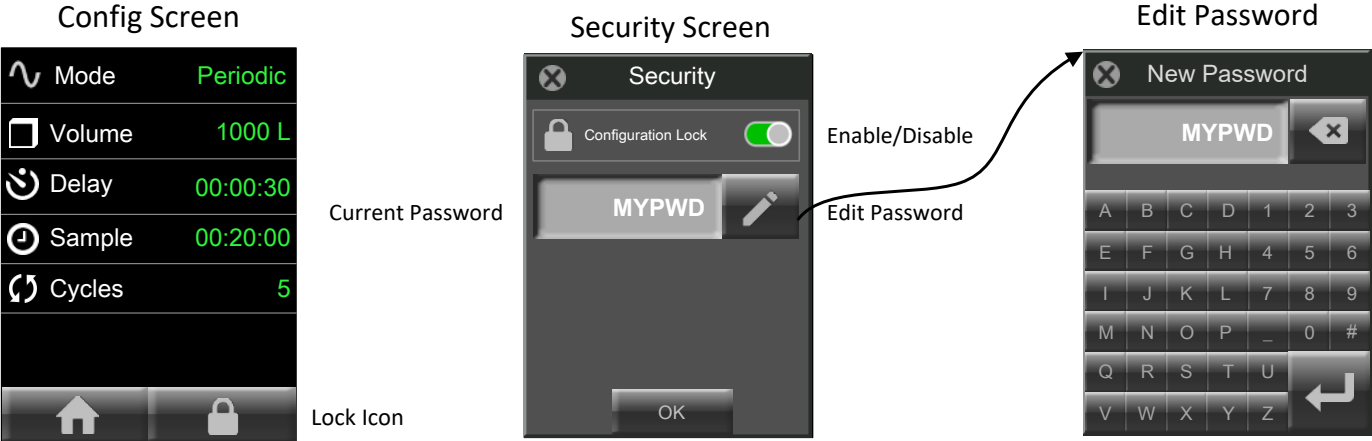 Config Screen
Mode Periodic
Volume 1000 L
Delay 00:00:30
Sample 00:20:00
Cycles 5
Lock Icon
Security Screen
Security
Configuration Lock
Enable/Disable
Current Password
MYPWD
Edit Password
OK
Edit Password
New Password
MYPWD
A B C D 1 2 3
E F G H 4 5 6
I J K L 7 8 9
M N O P _ 0 #
Q R S T U
V W X Y Z